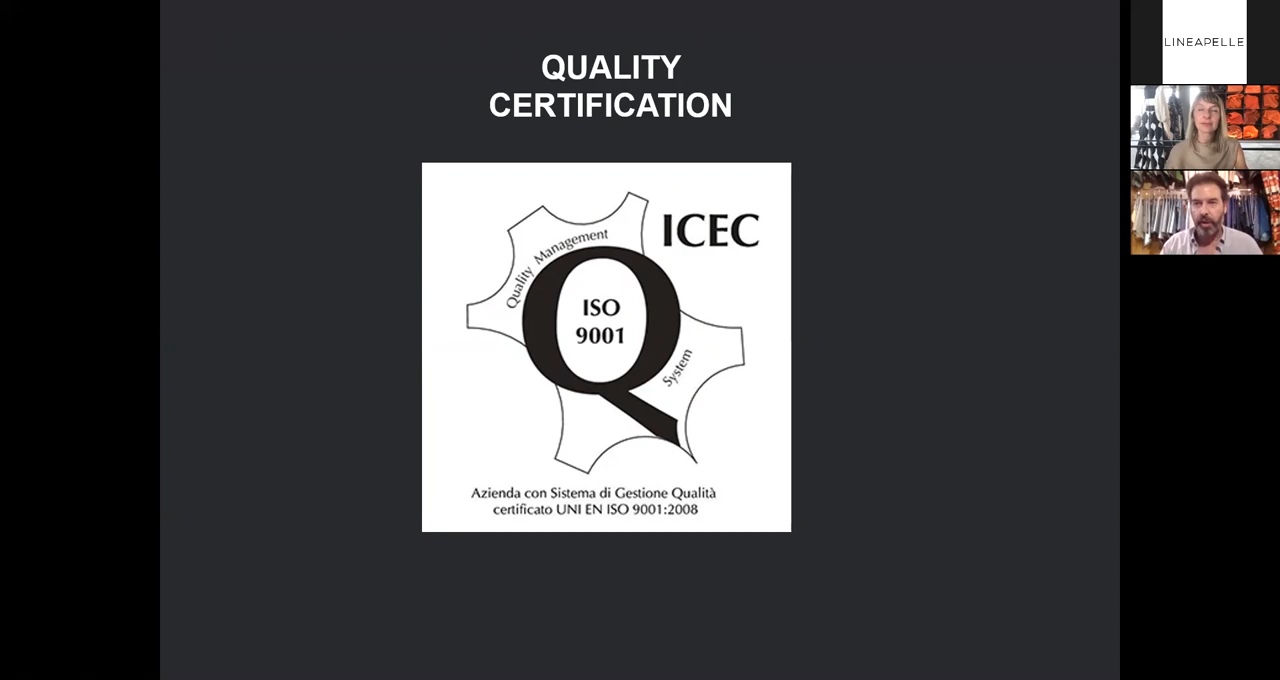 QUALITY
CERTIFICATION
ICEC
Quality Management
ISO
9001
System
Azienda con Sistema di Gestione Qualità
certificato UNI EN ISO 9001:2008
LINEAPELLE